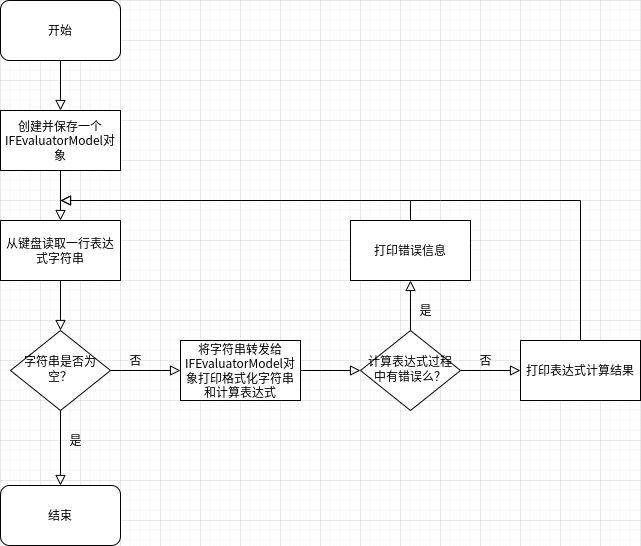 开始
创建并保存一个
IFEvaluatorModel对
象
从键盘读取一行表达
式字符串
打印错误信息
是
字符串是否为
空?
否
将字符串转发给
IFEvaluatorModel对
象打印格式化字符串
和计算表达式
计算表达式过程
中有错误么?
否
打印表达式计算结果
是
结束